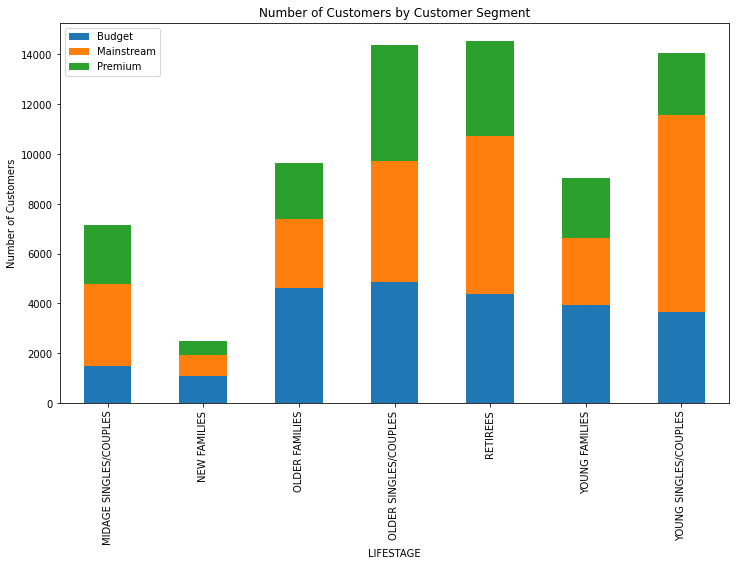 Number of Customers by Customer Segment
Budget
Mainstream
Premium
Number of Customers
14000
12000
10000
8000
6000
4000
2000
0
MIDAGE SINGLES/COUPLES
NEW FAMILIES
OLDER FAMILIES
OLDER SINGLES/COUPLES
RETIREES
YOUNG FAMILIES
YOUNG SINGLES/COUPLES
LIFESTAGE